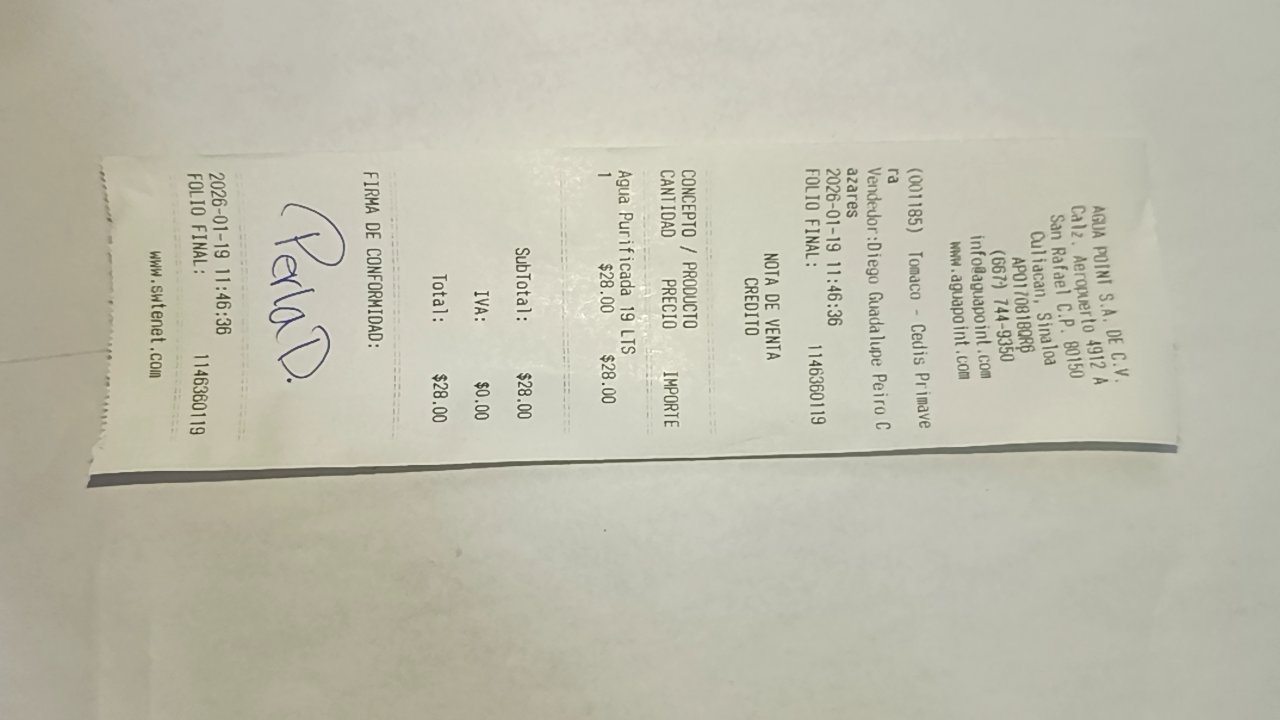 AGUA POINT S.A. DE C.V.
Calz. Aeropuerto 4912 A
San Rafael C.P. 80150
Culiacan, Sinaloa
APO170818QR6
(667) 744-9350
info@aguapoint.com
www.aguapoint.com
(001185) Tomaco - Cedis Primave
ra
Vendedor:Diego Guadalupe Peiro C
azares
2026-01-19 11:46:36
FOLIO FINAL: 1146360119
NOTA DE VENTA
CREDITO
CONCEPTO / PRODUCTO
CANTIDAD PRECIO IMPORTE
Agua Purificada 19 LTS
1 $28.00 $28.00
SubTotal: $28.00
IVA: $0.00
Total: $28.00
FIRMA DE CONFORMIDAD:
Perla D.
2026-01-19 11:46:36
FOLIO FINAL: 1146360119
www.swtenet.com